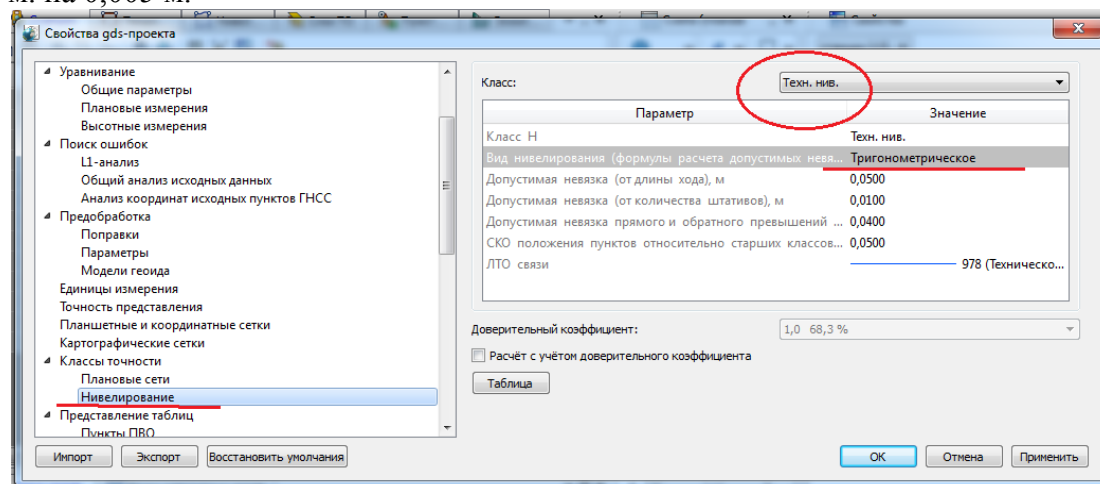 м. на 0,005 м.
Свойства gds-проекта
Уравнивание
Общие параметры
Плановые измерения
Высотные измерения
Поиск ошибок
L1-анализ
Общий анализ исходных данных
Анализ координат исходных пунктов ГНСС
Предобработка
Поправки
Параметры
Модели геоида
Единицы измерения
Точность представления
Планшетные и координатные сетки
Картографические сетки
Классы точности
Плановые сети
Нивелирование
Представление таблиц
Пункты ПВО
Класс: Техн. нив.
Параметр Значение
Класс H Техн. нив.
Вид нивелирования (формулы расчета допустимых невя... Тригонометрическое
Допустимая невязка (от длины хода), м 0,0500
Допустимая невязка (от количества штативов), м 0,0100
Допустимая невязка прямого и обратного превышений ... 0,0400
СКО положения пунктов относительно старших классов... 0,0500
ЛТО связи 978 (Техническо...
Доверительный коэффициент: 1,0 68,3 %
Расчёт с учётом доверительного коэффициента
Таблица
Импорт Экспорт Восстановить умолчания OK Отмена Применить